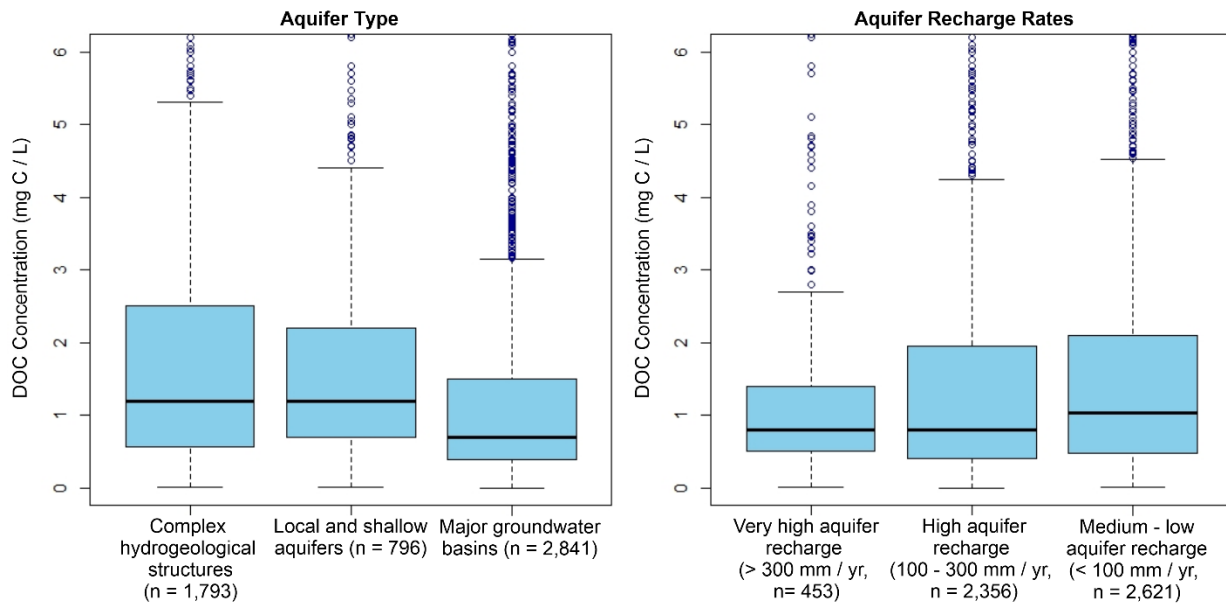 Aquifer Type
DOC Concentration (mg C / L)
6
5
4
3
2
1
0
Complex
hydrogeological
structures
(n = 1,793)
Local and shallow
aquifers (n = 796)
Major groundwater
basins (n = 2,841)
Aquifer Recharge Rates
DOC Concentration (mg C / L)
6
5
4
3
2
1
0
Very high aquifer
recharge
(> 300 mm / yr,
n= 453)
High aquifer
recharge
(100 - 300 mm / yr,
n = 2,356)
Medium - low
aquifer recharge
(< 100 mm / yr,
n = 2,621)